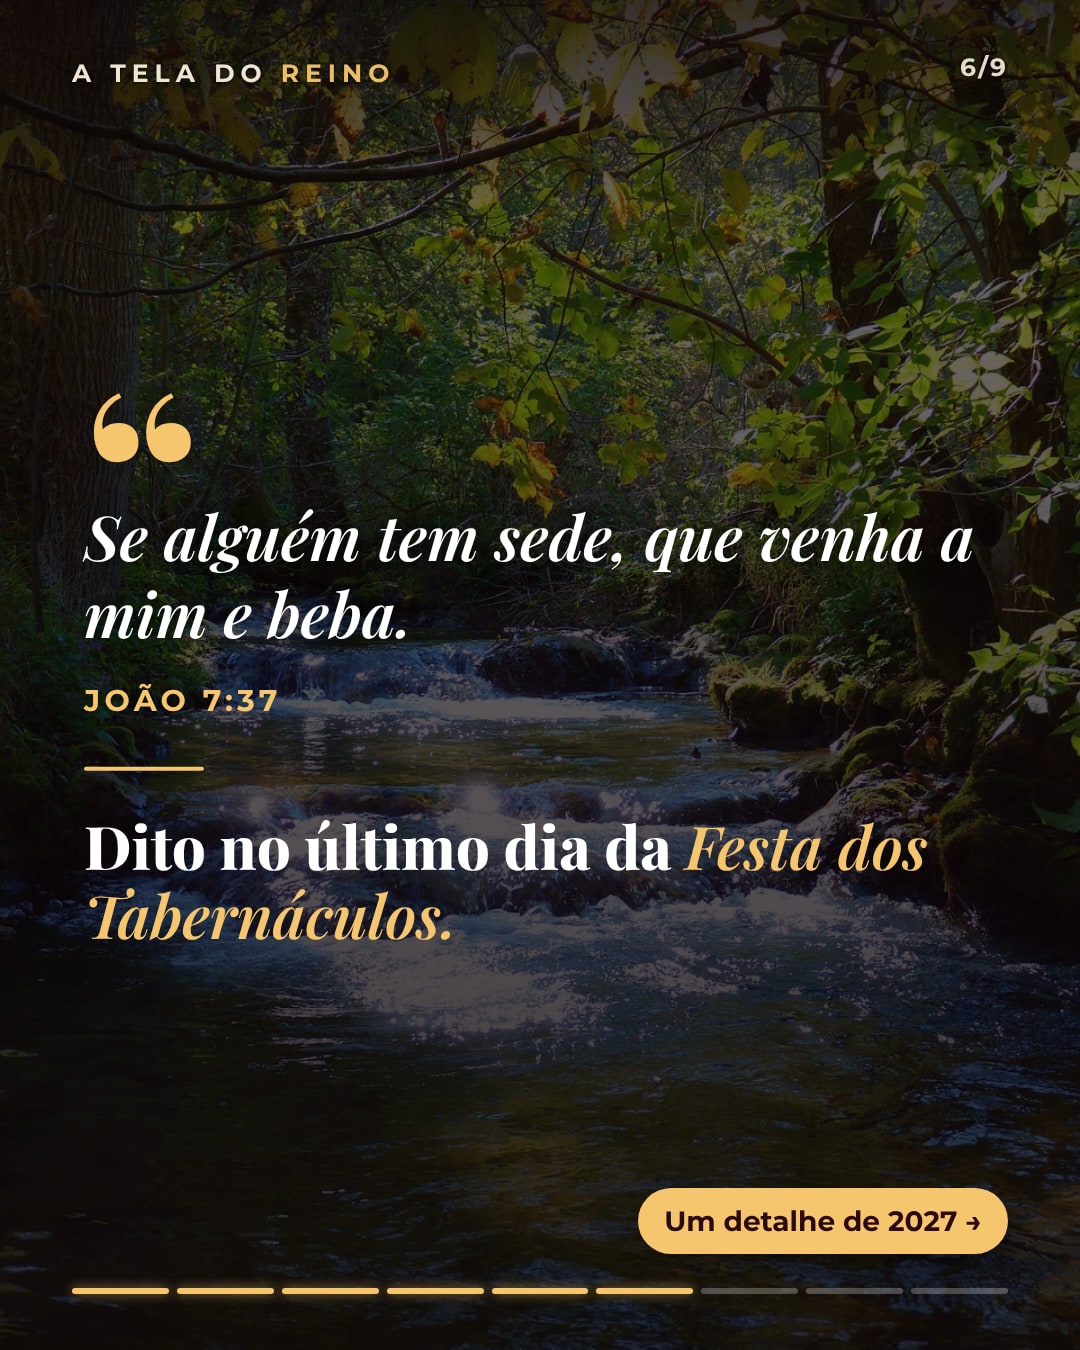 A TELA DO REINO
6/9
“
Se alguém tem sede, que venha a
mim e beba.
JOÃO 7:37
Dito no último dia da Festa dos
Tabernáculos.
Um detalhe de 2027 →